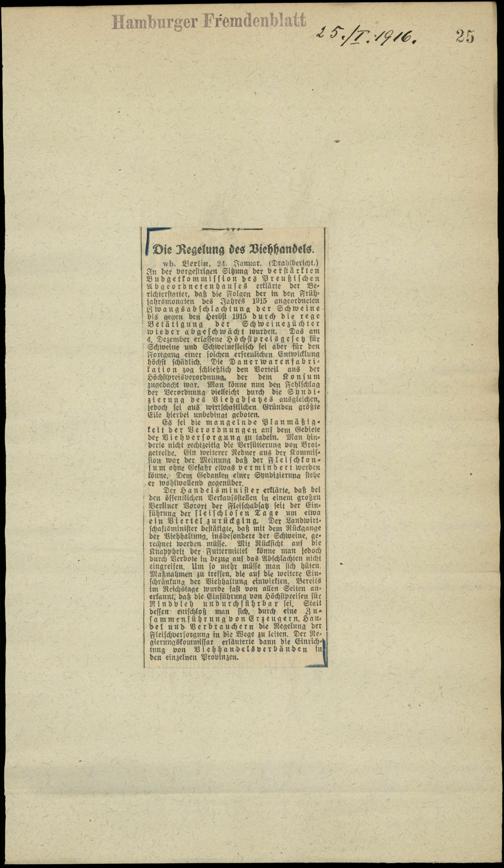 Hamburger Fremdenblatt
25./I.1916.
25
Die Regelung des Viehhandels.
wb. Berlin, 24. Januar. (Drahtbericht.)
In der vorgestrigen Sitzung der verstärkten
Budgetkommission des Preußischen
Abgeordnetenhauses erklärte der Be-
richterstatter, daß die Folgen der in den Früh-
jahrsmonaten des Jahres 1915 angeordneten
Zwangsabschlachtung der Schweine
bis gegen den Herbst 1915 durch die rege
Betätigung der Schweinezüchter
wieder abgeschwächt wurden. Das am
4. Dezember erlassene Höchstpreisgesetz für
Schweine und Schweinefleisch sei aber für den
Fortgang einer solchen erfreulichen Entwicklung
höchst schädlich. Die Dauerwarenfabri-
kation zog schließlich den Vorteil aus der
Höchstpreisverordnung, der dem Konsum
zugedacht war. Man könne nun den Fehlschlag
der Verordnung vielleicht durch die Syndi-
zierung des Viehabsatzes ausgleichen,
jedoch sei aus wirtschaftlichen Gründen größte
Eile hierbei unbedingt geboten.
Es sei die mangelnde Planmäßig-
keit der Verordnungen auf dem Gebiete
der Viehversorgung zu tadeln. Man hin-
derte nicht rechtzeitig die Verfütterung von Brot-
getreide. Ein weiterer Redner aus der Kommis-
sion war der Meinung daß der Fleischkon-
sum ohne Gefahr etwas vermindert werden
könne. Dem Gedanken einer Syndizierung stehe
er wohlwollend gegenüber.
Der Handelsminister erklärte, daß bei
den öffentlichen Verkaufsstellen in einem großen
Berliner Vorort der Fleischabsatz seit der Ein-
führung der fleischlosen Tage um etwa
ein Viertel zurückging. Der Landwirt-
schaftsminister bestätigte, daß mit dem Rückgange
der Viehhaltung, insbesondere der Schweine, ge-
rechnet werden müsse. Mit Rücksicht auf die
Knappheit der Futtermittel könne man jedoch
durch Verbote in bezug auf das Abschlachten nicht
eingreifen. Um so mehr müsse man sich hüten,
Maßnahmen zu treffen, die auf die weitere Ein-
schränkung der Viehhaltung einwirken. Bereits
im Reichstage wurde fast von allen Seiten an-
erkannt, daß die Einführung von Höchstpreisen für
Rindvieh undurchführbar sei. Statt
dessen entschloß man sich, durch eine Zu-
sammenführung von Erzeugern, Han-
del und Verbrauchern die Regelung der
Fleischversorgung in die Wege zu leiten. Der Re-
gierungskommissar erläuterte dann die Einrich-
tung von Viehhandelsverbänden in
den einzelnen Provinzen.